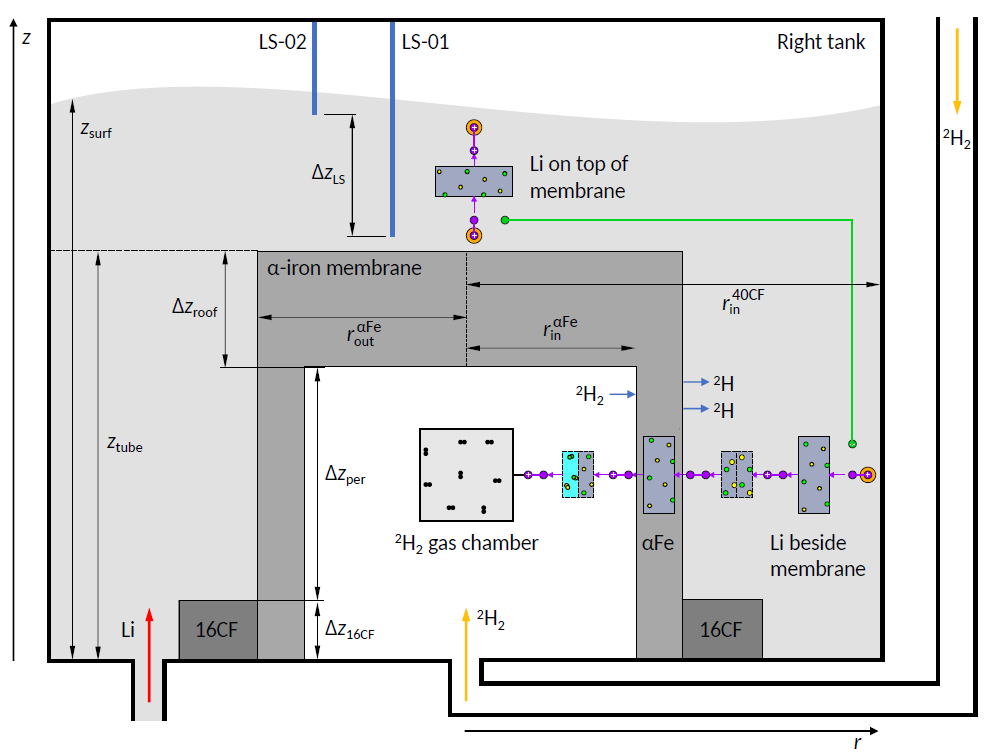 z
LS-02
LS-01
Right tank
z_surf
²H₂
Δz_LS
Li on top of
membrane
α-iron membrane
Δz_roof
r_out^αFe
r_in^αFe
r_in^40CF
²H₂
²H
²H
z_tube
Δz_per
²H₂ gas chamber
αFe
Li beside
membrane
Li
16CF
Δz_16CF
²H₂
16CF
r